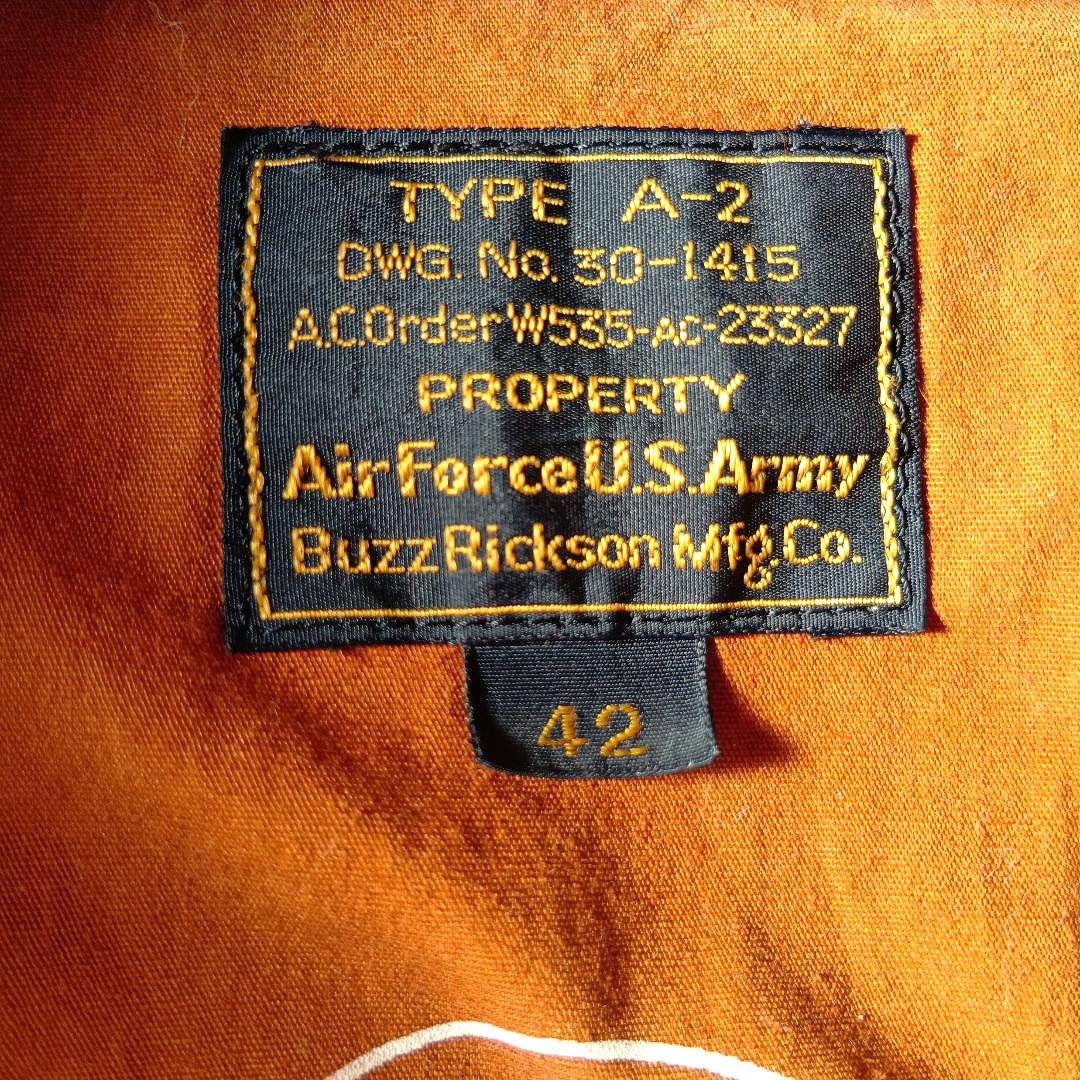 TYPE A-2
DWG. No. 30-1415
A.C.Order W535-AC-23327
PROPERTY
Air Force U.S. Army
Buzz Rickson Mfg.Co.
42